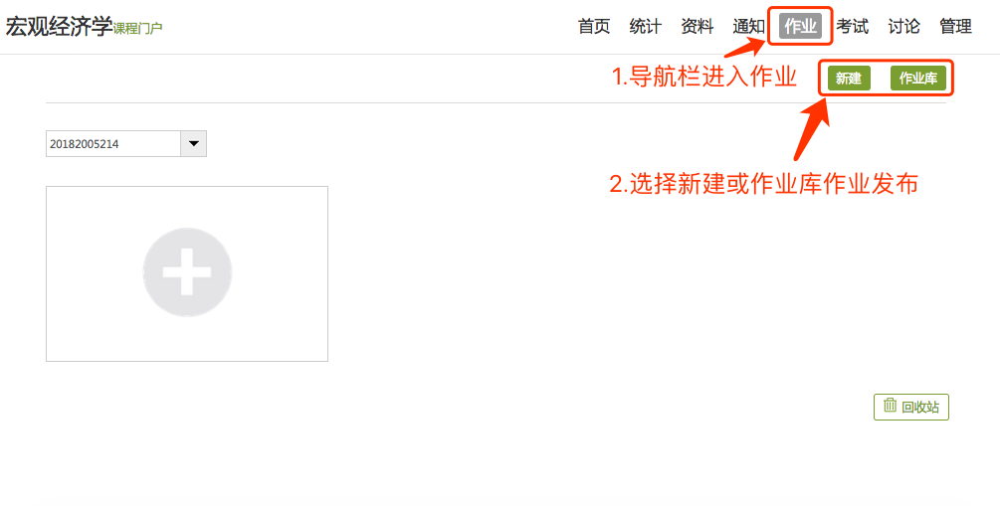 宏观经济学课程门户 首页 统计 资料 通知 作业 考试 讨论 管理
1.导航栏进入作业 新建 作业库
20182005214
2.选择新建或作业库作业发布
回收站